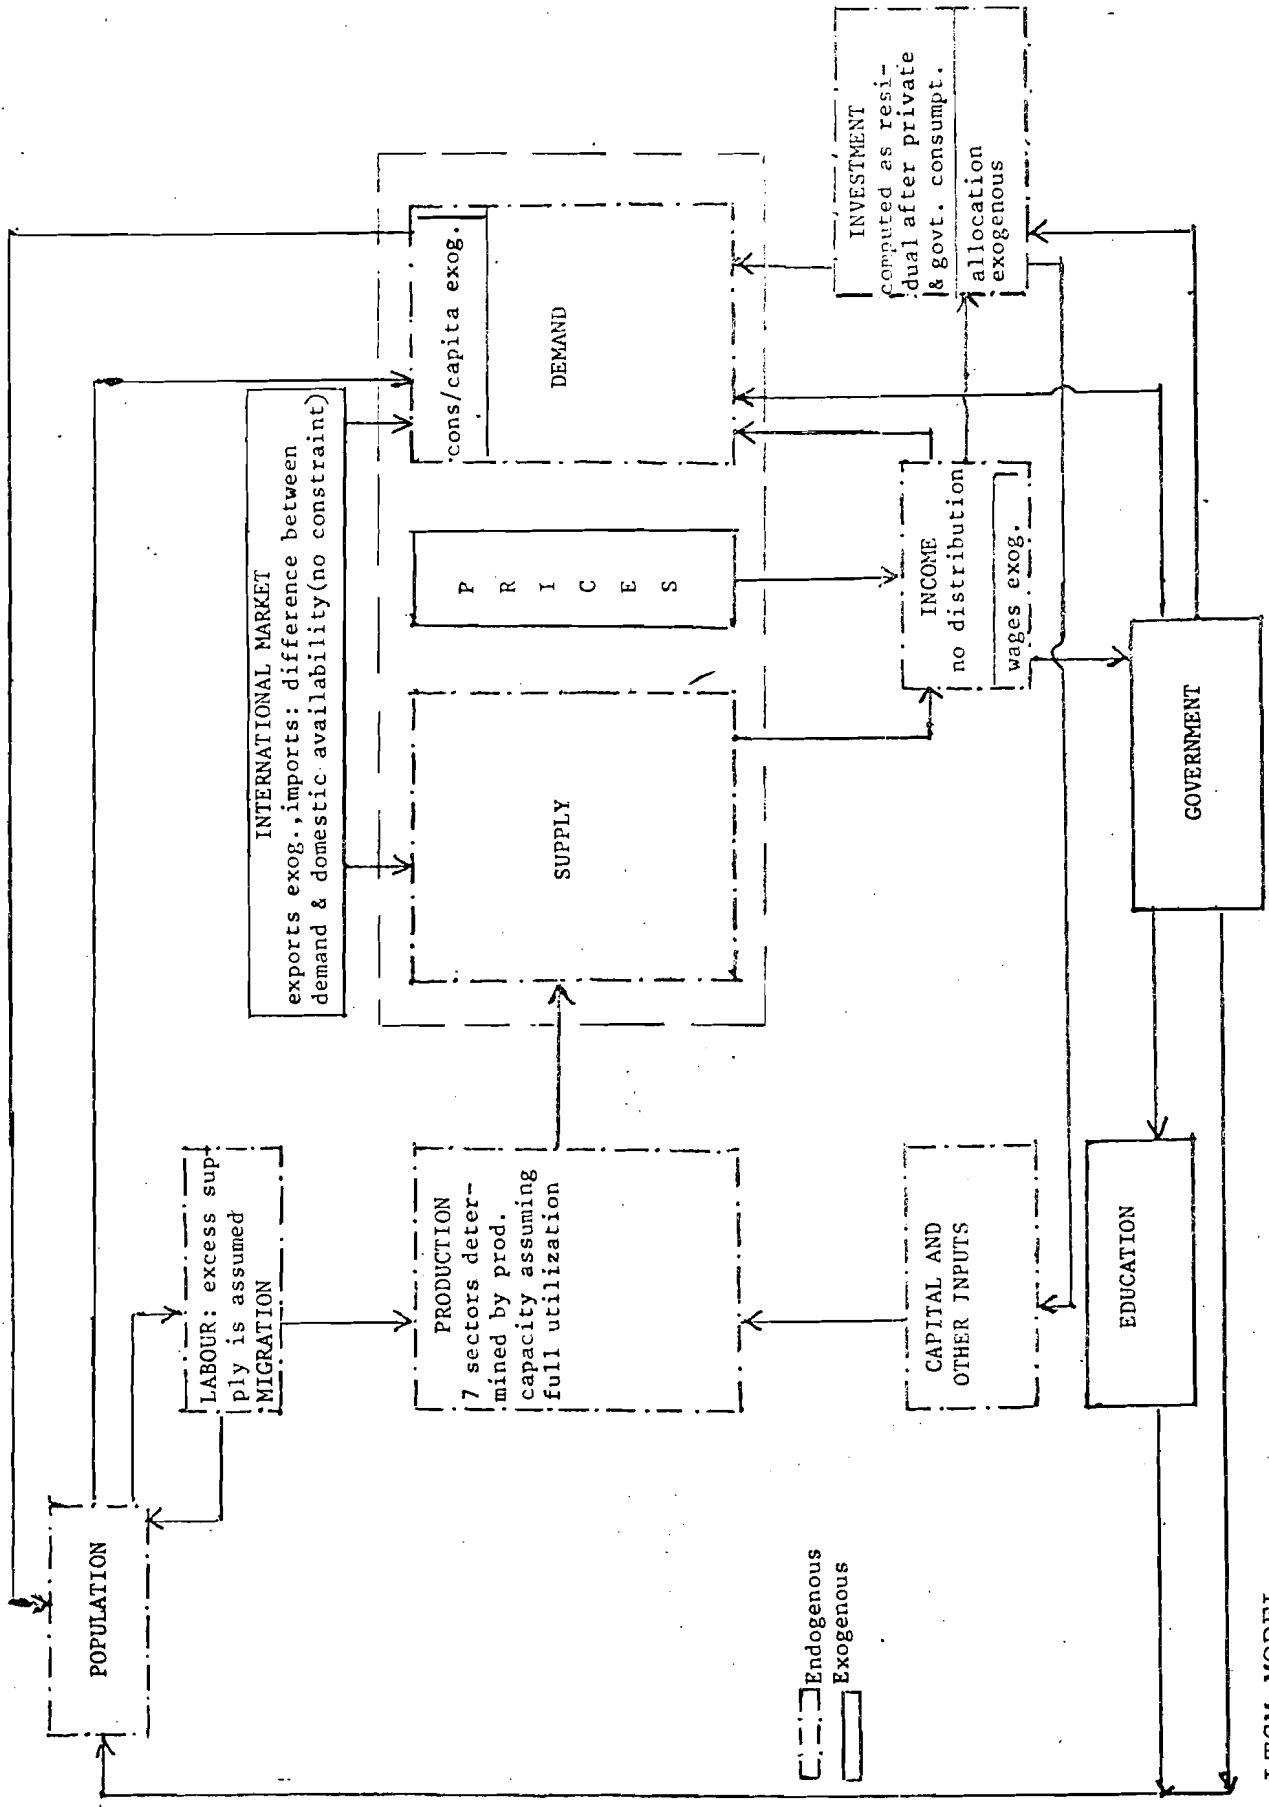 POPULATION
LABOUR: excess sup-
ply is assumed
MIGRATION
INTERNATIONAL MARKET
exports exog.,imports: difference between
demand & domestic availability(no constraint)
PRODUCTION
7 sectors deter-
mined by prod.
capacity assuming
full utilization
SUPPLY
P R I C E S
cons/capita exog.
DEMAND
INVESTMENT
computed as resi-
dual after private
& govt. consumpt.
allocation
exogenous
INCOME
no distribution
wages exog.
CAPITAL AND
OTHER INPUTS
EDUCATION
GOVERNMENT
Endogenous
Exogenous
MODEL